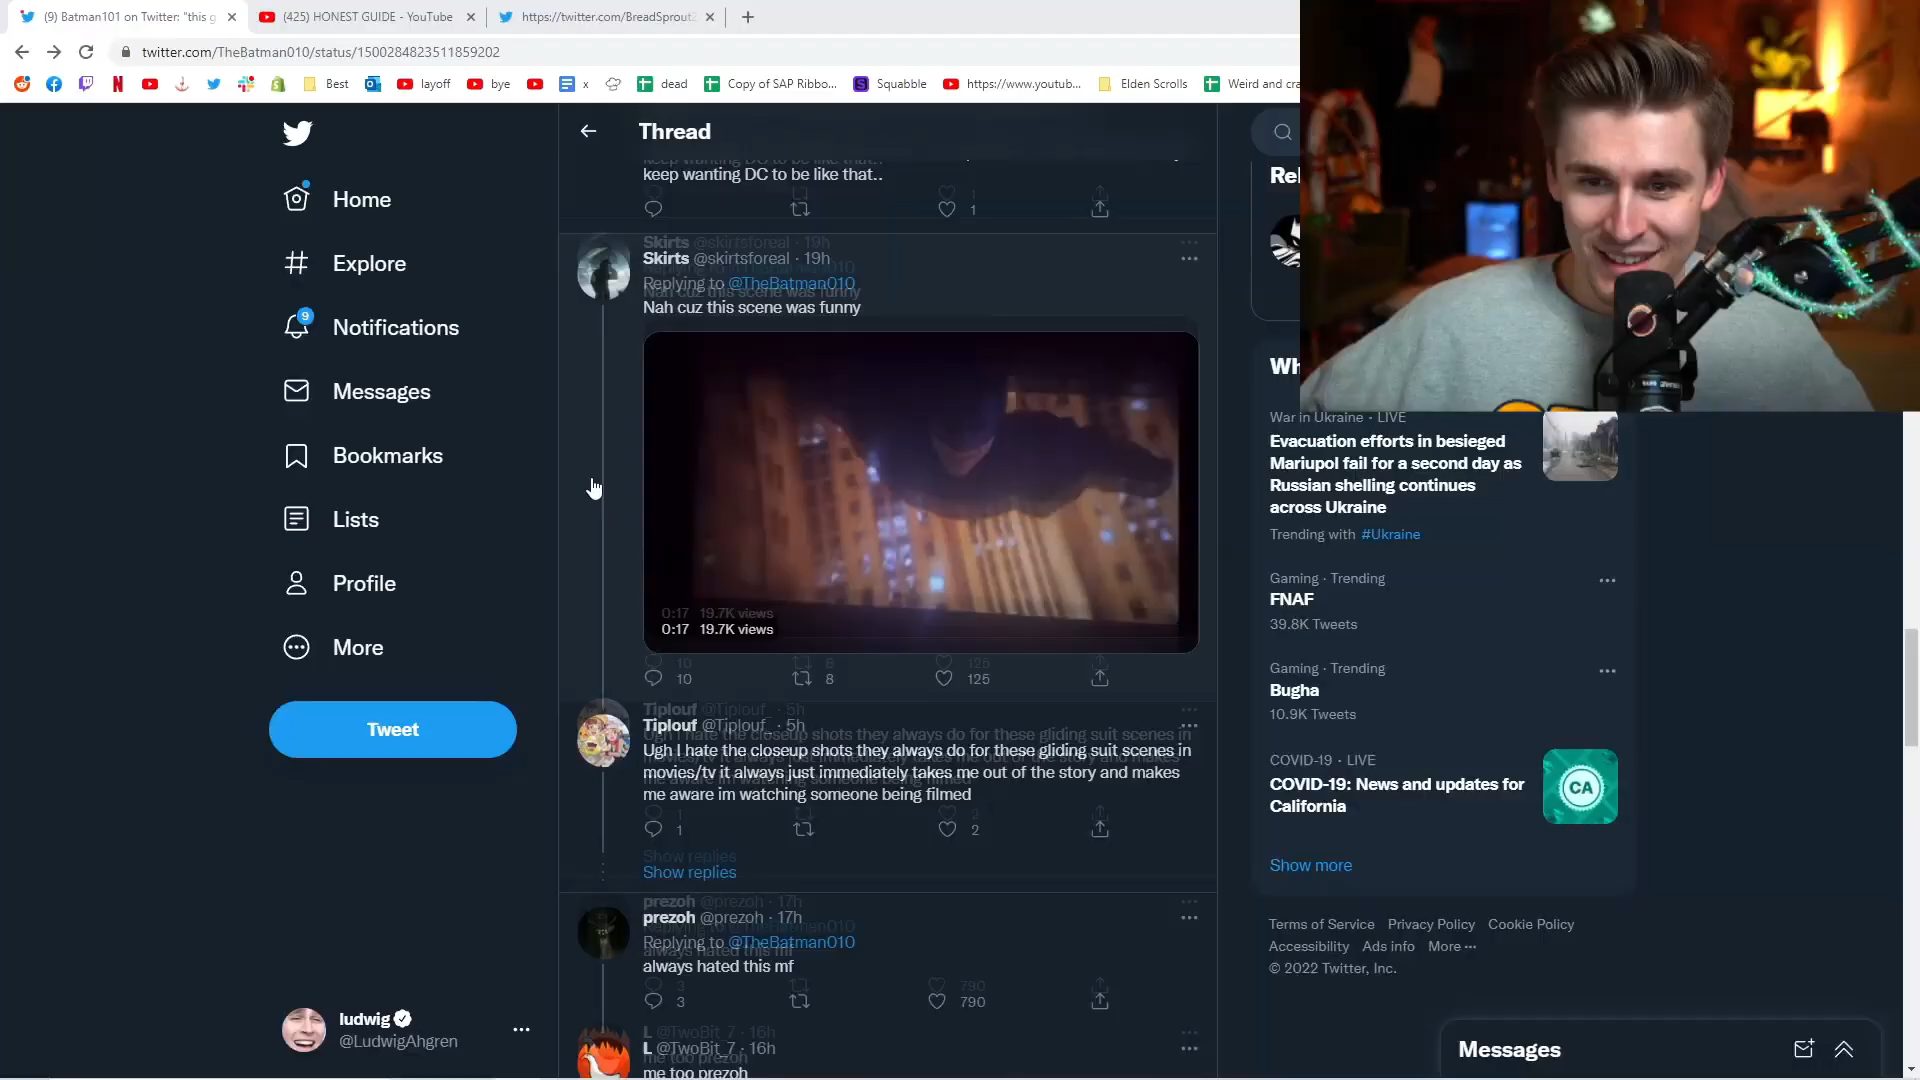 (9) Batman101 on Twitter: "this g
(425) HONEST GUIDE - YouTube
https://twitter.com/BreadSprout
twitter.com/TheBatman010/status/1500284823511859202
Best
layoff
bye
x
dead
Copy of SAP Ribbo...
Squabble
https://www.youtub...
Elden Scrolls
Weird and cra
Home
Explore
9
Notifications
Messages
Bookmarks
Lists
Profile
More
Tweet
ludwig
@LudwigAhgren
Thread
keep wanting DC to be like that..
1
Skirts @skirtsforeal · 19h
Replying to @TheBatman010
Nah cuz this scene was funny
0:17 19.7K views
10 8 125
Tiplouf @Tiplouf_ · 5h
Ugh I hate the closeup shots they always do for these gliding suit scenes in
movies/tv it always just immediately takes me out of the story and makes
me aware im watching someone being filmed
1 2
Show replies
prezoh @prezoh · 17h
Replying to @TheBatman010
always hated this mf
3 790
L @TwoBit_7 · 16h
me too prezoh
Rel
Wh
War in Ukraine · LIVE
Evacuation efforts in besieged
Mariupol fail for a second day as
Russian shelling continues
across Ukraine
Trending with #Ukraine
Gaming · Trending
FNAF
39.8K Tweets
Gaming · Trending
Bugha
10.9K Tweets
COVID-19 · LIVE
COVID-19: News and updates for
California
CA
Show more
Terms of Service Privacy Policy Cookie Policy
Accessibility Ads info More ···
© 2022 Twitter, Inc.
Messages